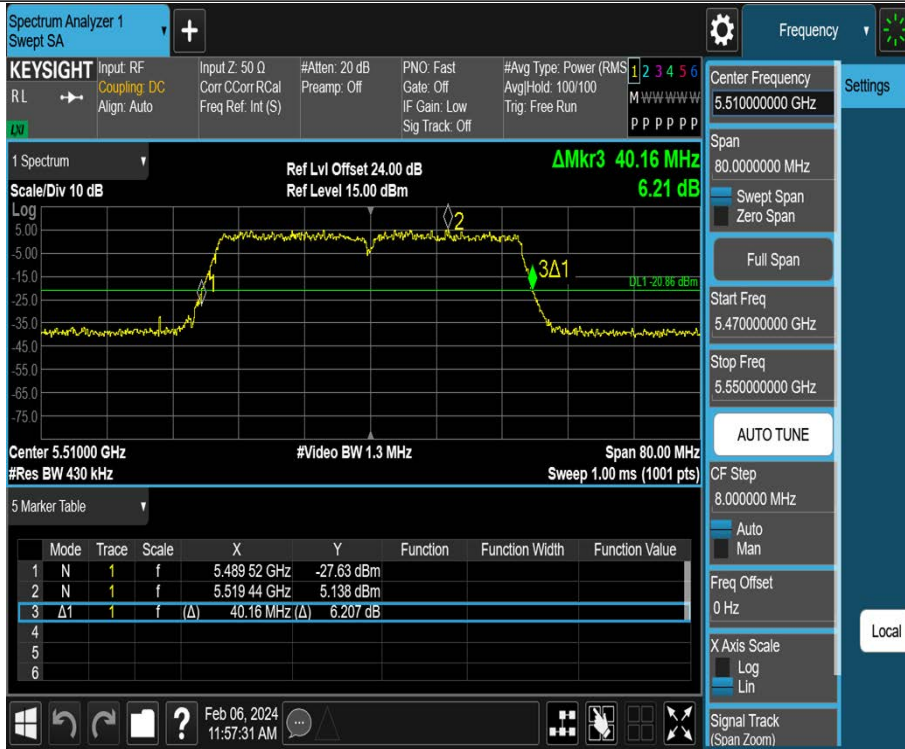 Spectrum Analyzer 1
Swept SA
+
Frequency
KEYSIGHT Input: RF Input Z: 50 Ω #Atten: 20 dB PNO: Fast #Avg Type: Power (RMS 1 2 3 4 5 6
R L Coupling: DC Corr CCorr RCal Preamp: Off Gate: Off Avg|Hold: 100/100 M W W W W W
Align: Auto Freq Ref: Int (S) IF Gain: Low Trig: Free Run
LXI Sig Track: Off P P P P P P
1 Spectrum
Ref Lvl Offset 24.00 dB ΔMkr3 40.16 MHz
Scale/Div 10 dB Ref Level 15.00 dBm 6.21 dB
Log
5.00
-5.00
-15.0
-25.0
-35.0
-45.0
-55.0
-65.0
-75.0
1
2
3Δ1
DL1 -20.86 dBm
Center 5.51000 GHz #Video BW 1.3 MHz Span 80.00 MHz
#Res BW 430 kHz Sweep 1.00 ms (1001 pts)
5 Marker Table
Mode Trace Scale X Y Function Function Width Function Value
1 N 1 f 5.489 52 GHz -27.63 dBm
2 N 1 f 5.519 44 GHz 5.138 dBm
3 Δ1 1 f (Δ) 40.16 MHz (Δ) 6.207 dB
4
5
6
?
Feb 06, 2024
11:57:31 AM
Center Frequency
5.510000000 GHz
Span
80.0000000 MHz
Swept Span
Zero Span
Full Span
Start Freq
5.470000000 GHz
Stop Freq
5.550000000 GHz
AUTO TUNE
CF Step
8.000000 MHz
Auto
Man
Freq Offset
0 Hz
X Axis Scale
Log
Lin
Signal Track
(Span Zoom)
Settings
Local